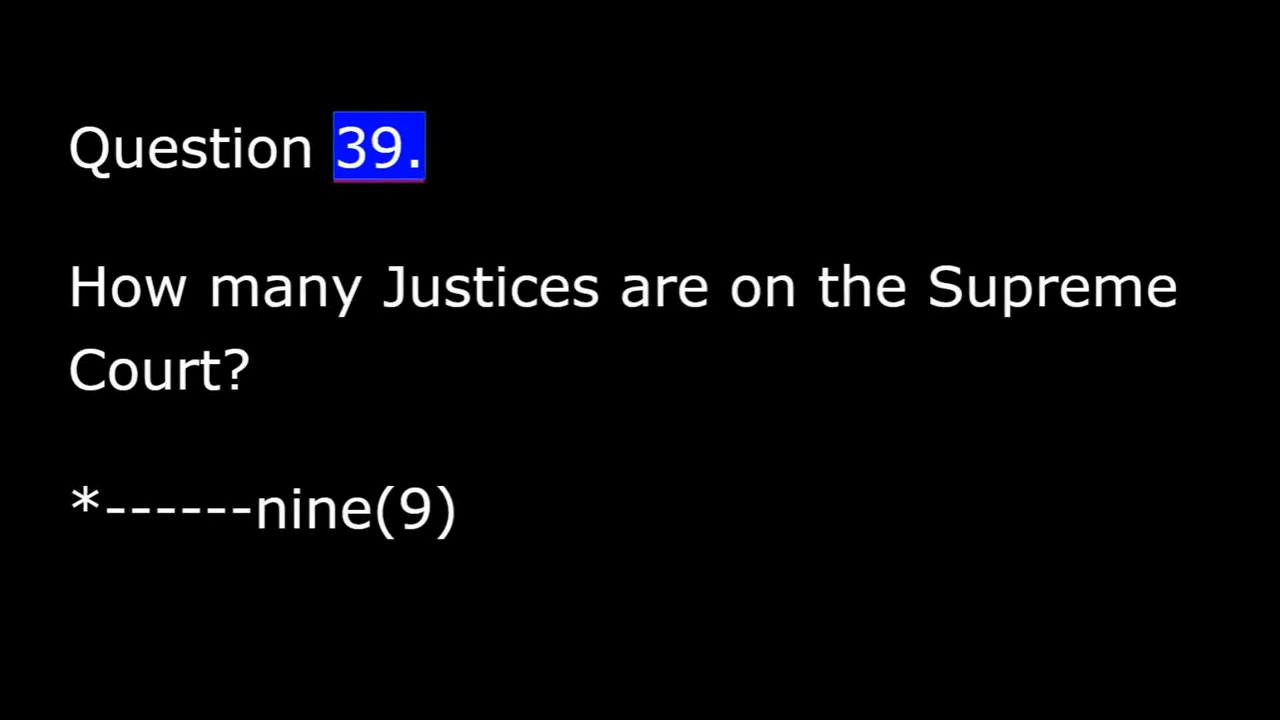 Question 39.
How many Justices are on the Supreme
Court?
*------nine(9)